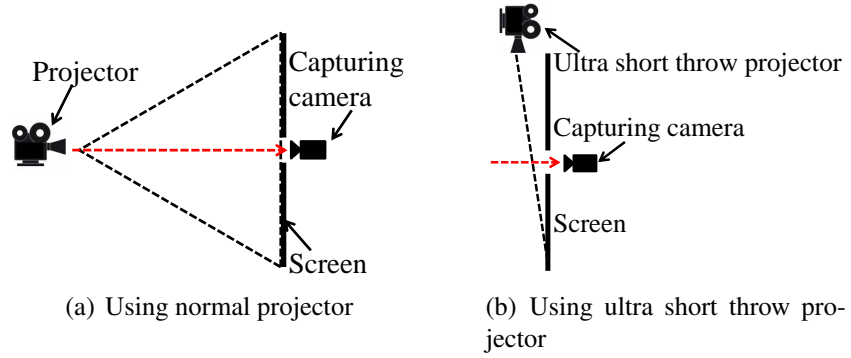 Projector
Capturing
camera
Screen
(a) Using normal projector
Ultra short throw projector
Capturing camera
Screen
(b) Using ultra short throw pro-
jector